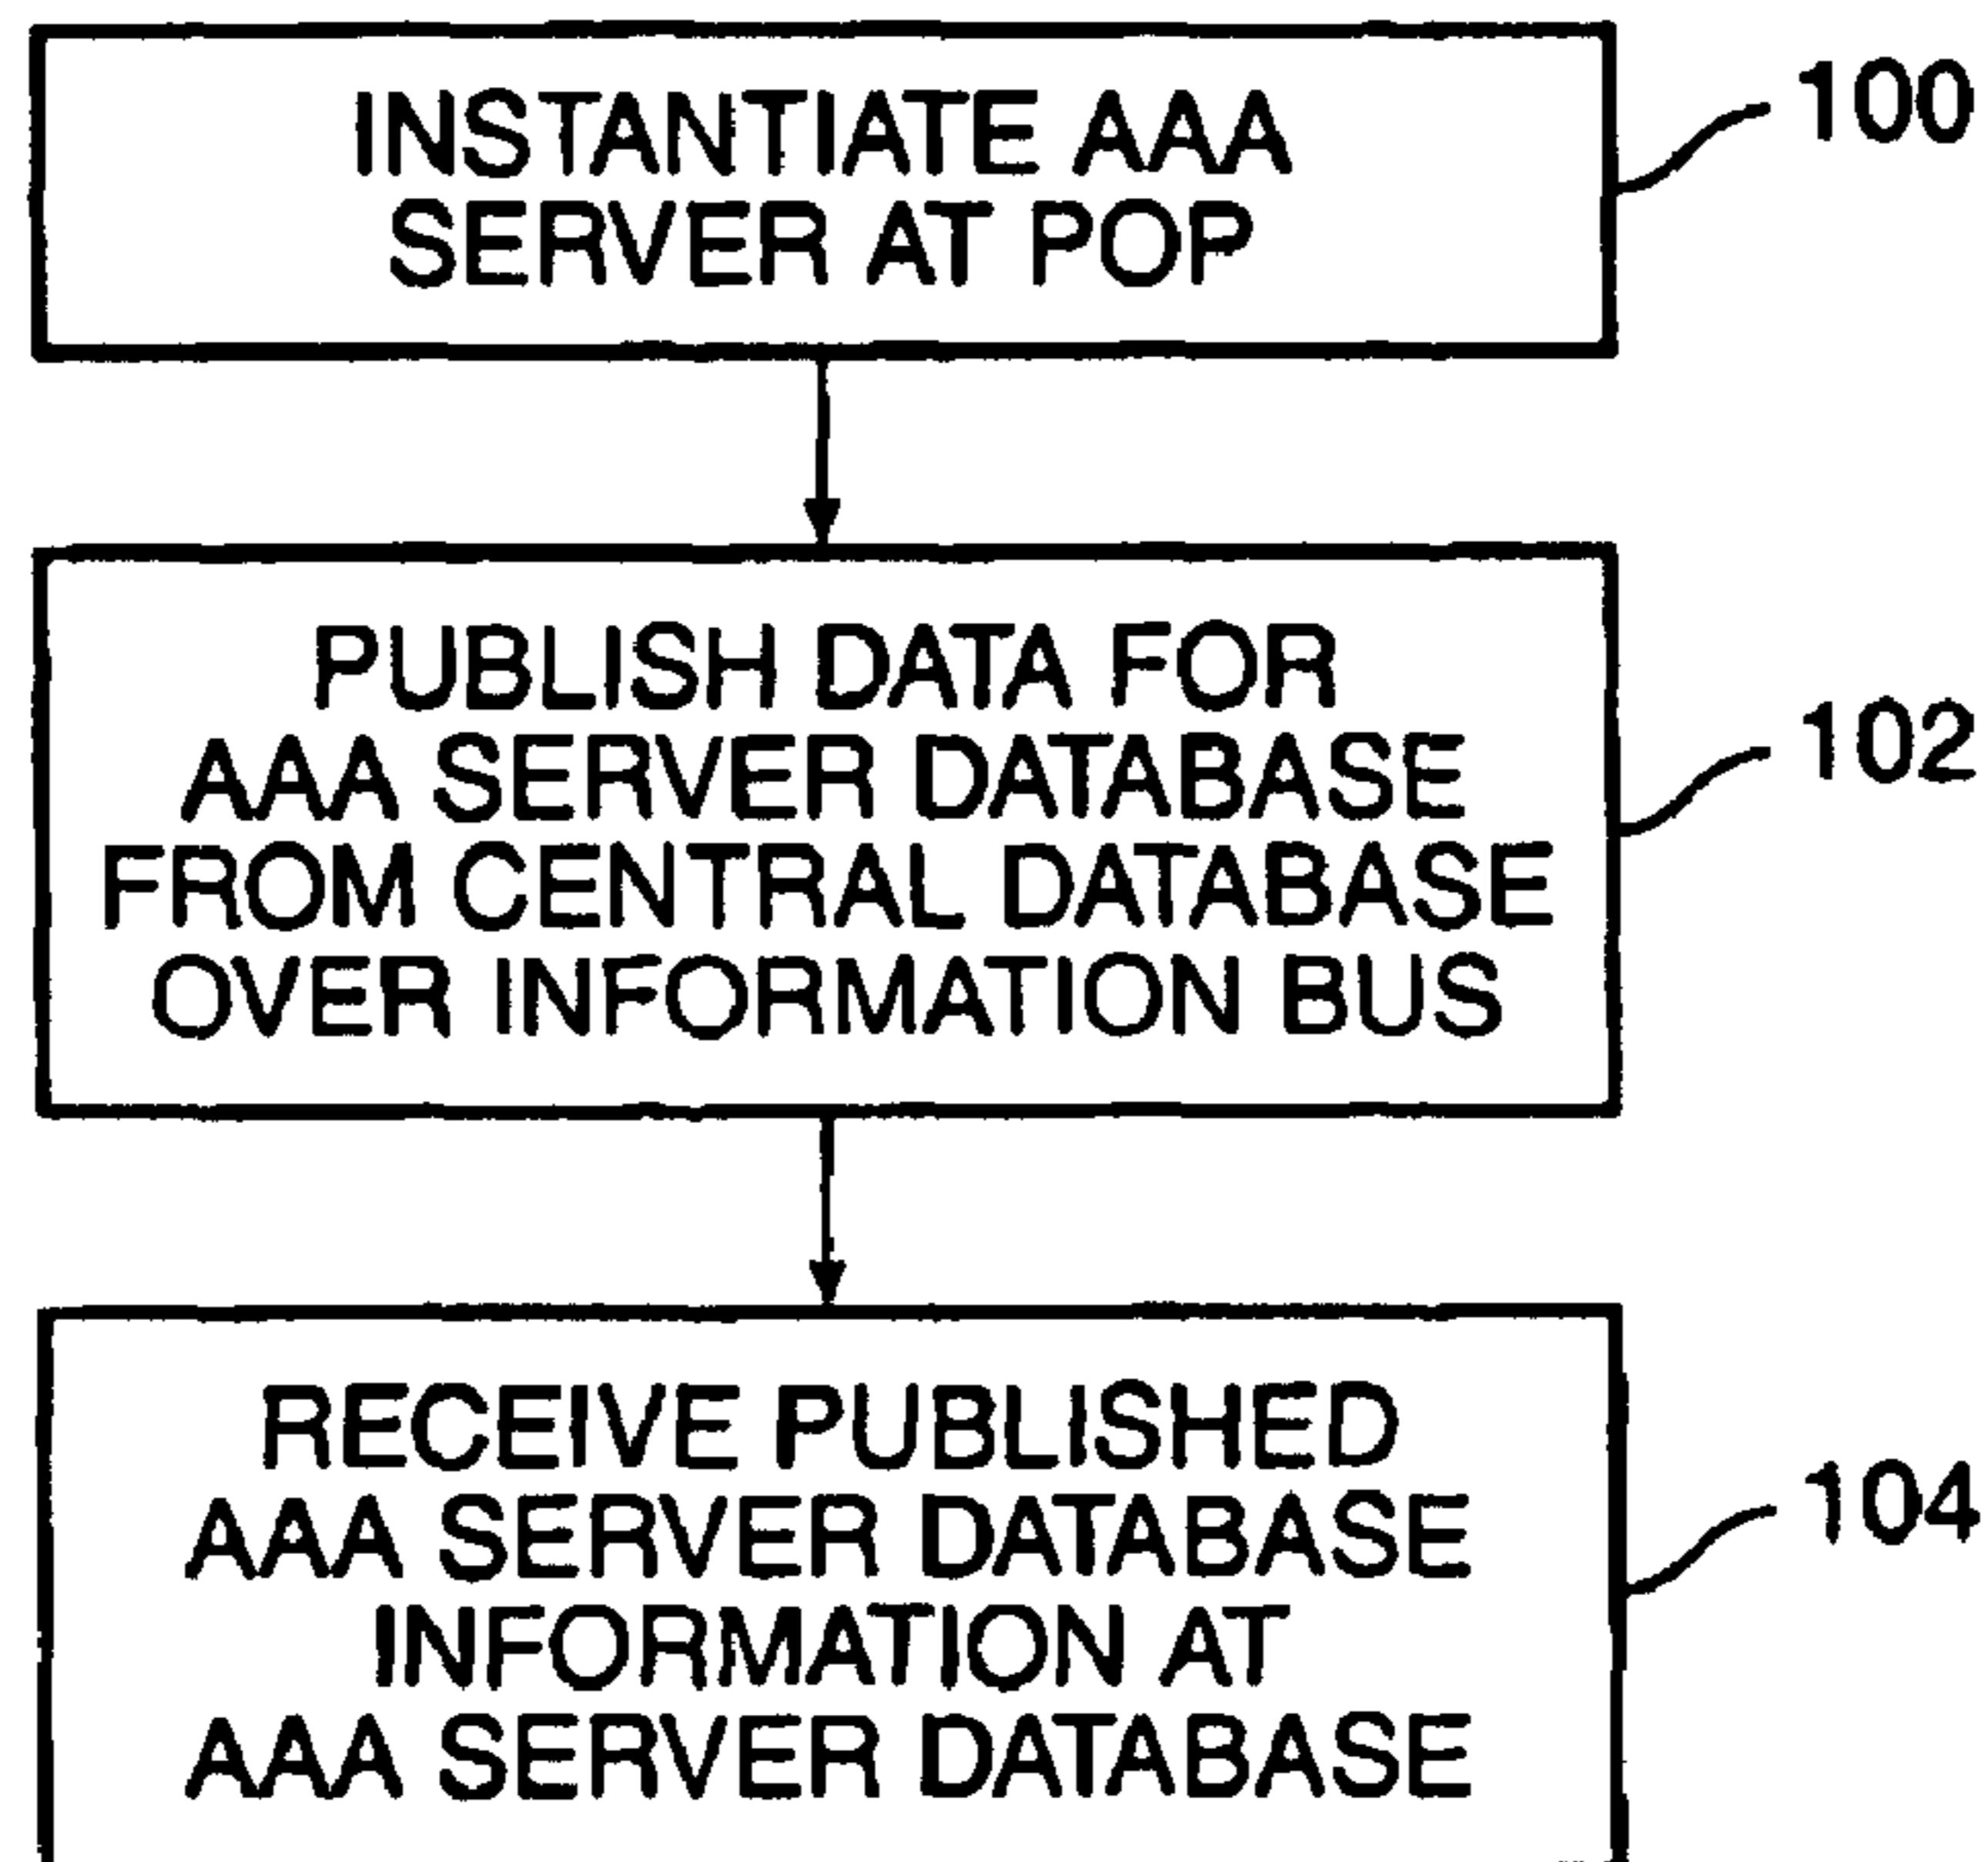 INSTANTIATE AAA
SERVER AT POP
100
PUBLISH DATA FOR
AAA SERVER DATABASE
FROM CENTRAL DATABASE
OVER INFORMATION BUS
102
RECEIVE PUBLISHED
AAA SERVER DATABASE
INFORMATION AT
AAA SERVER DATABASE
104